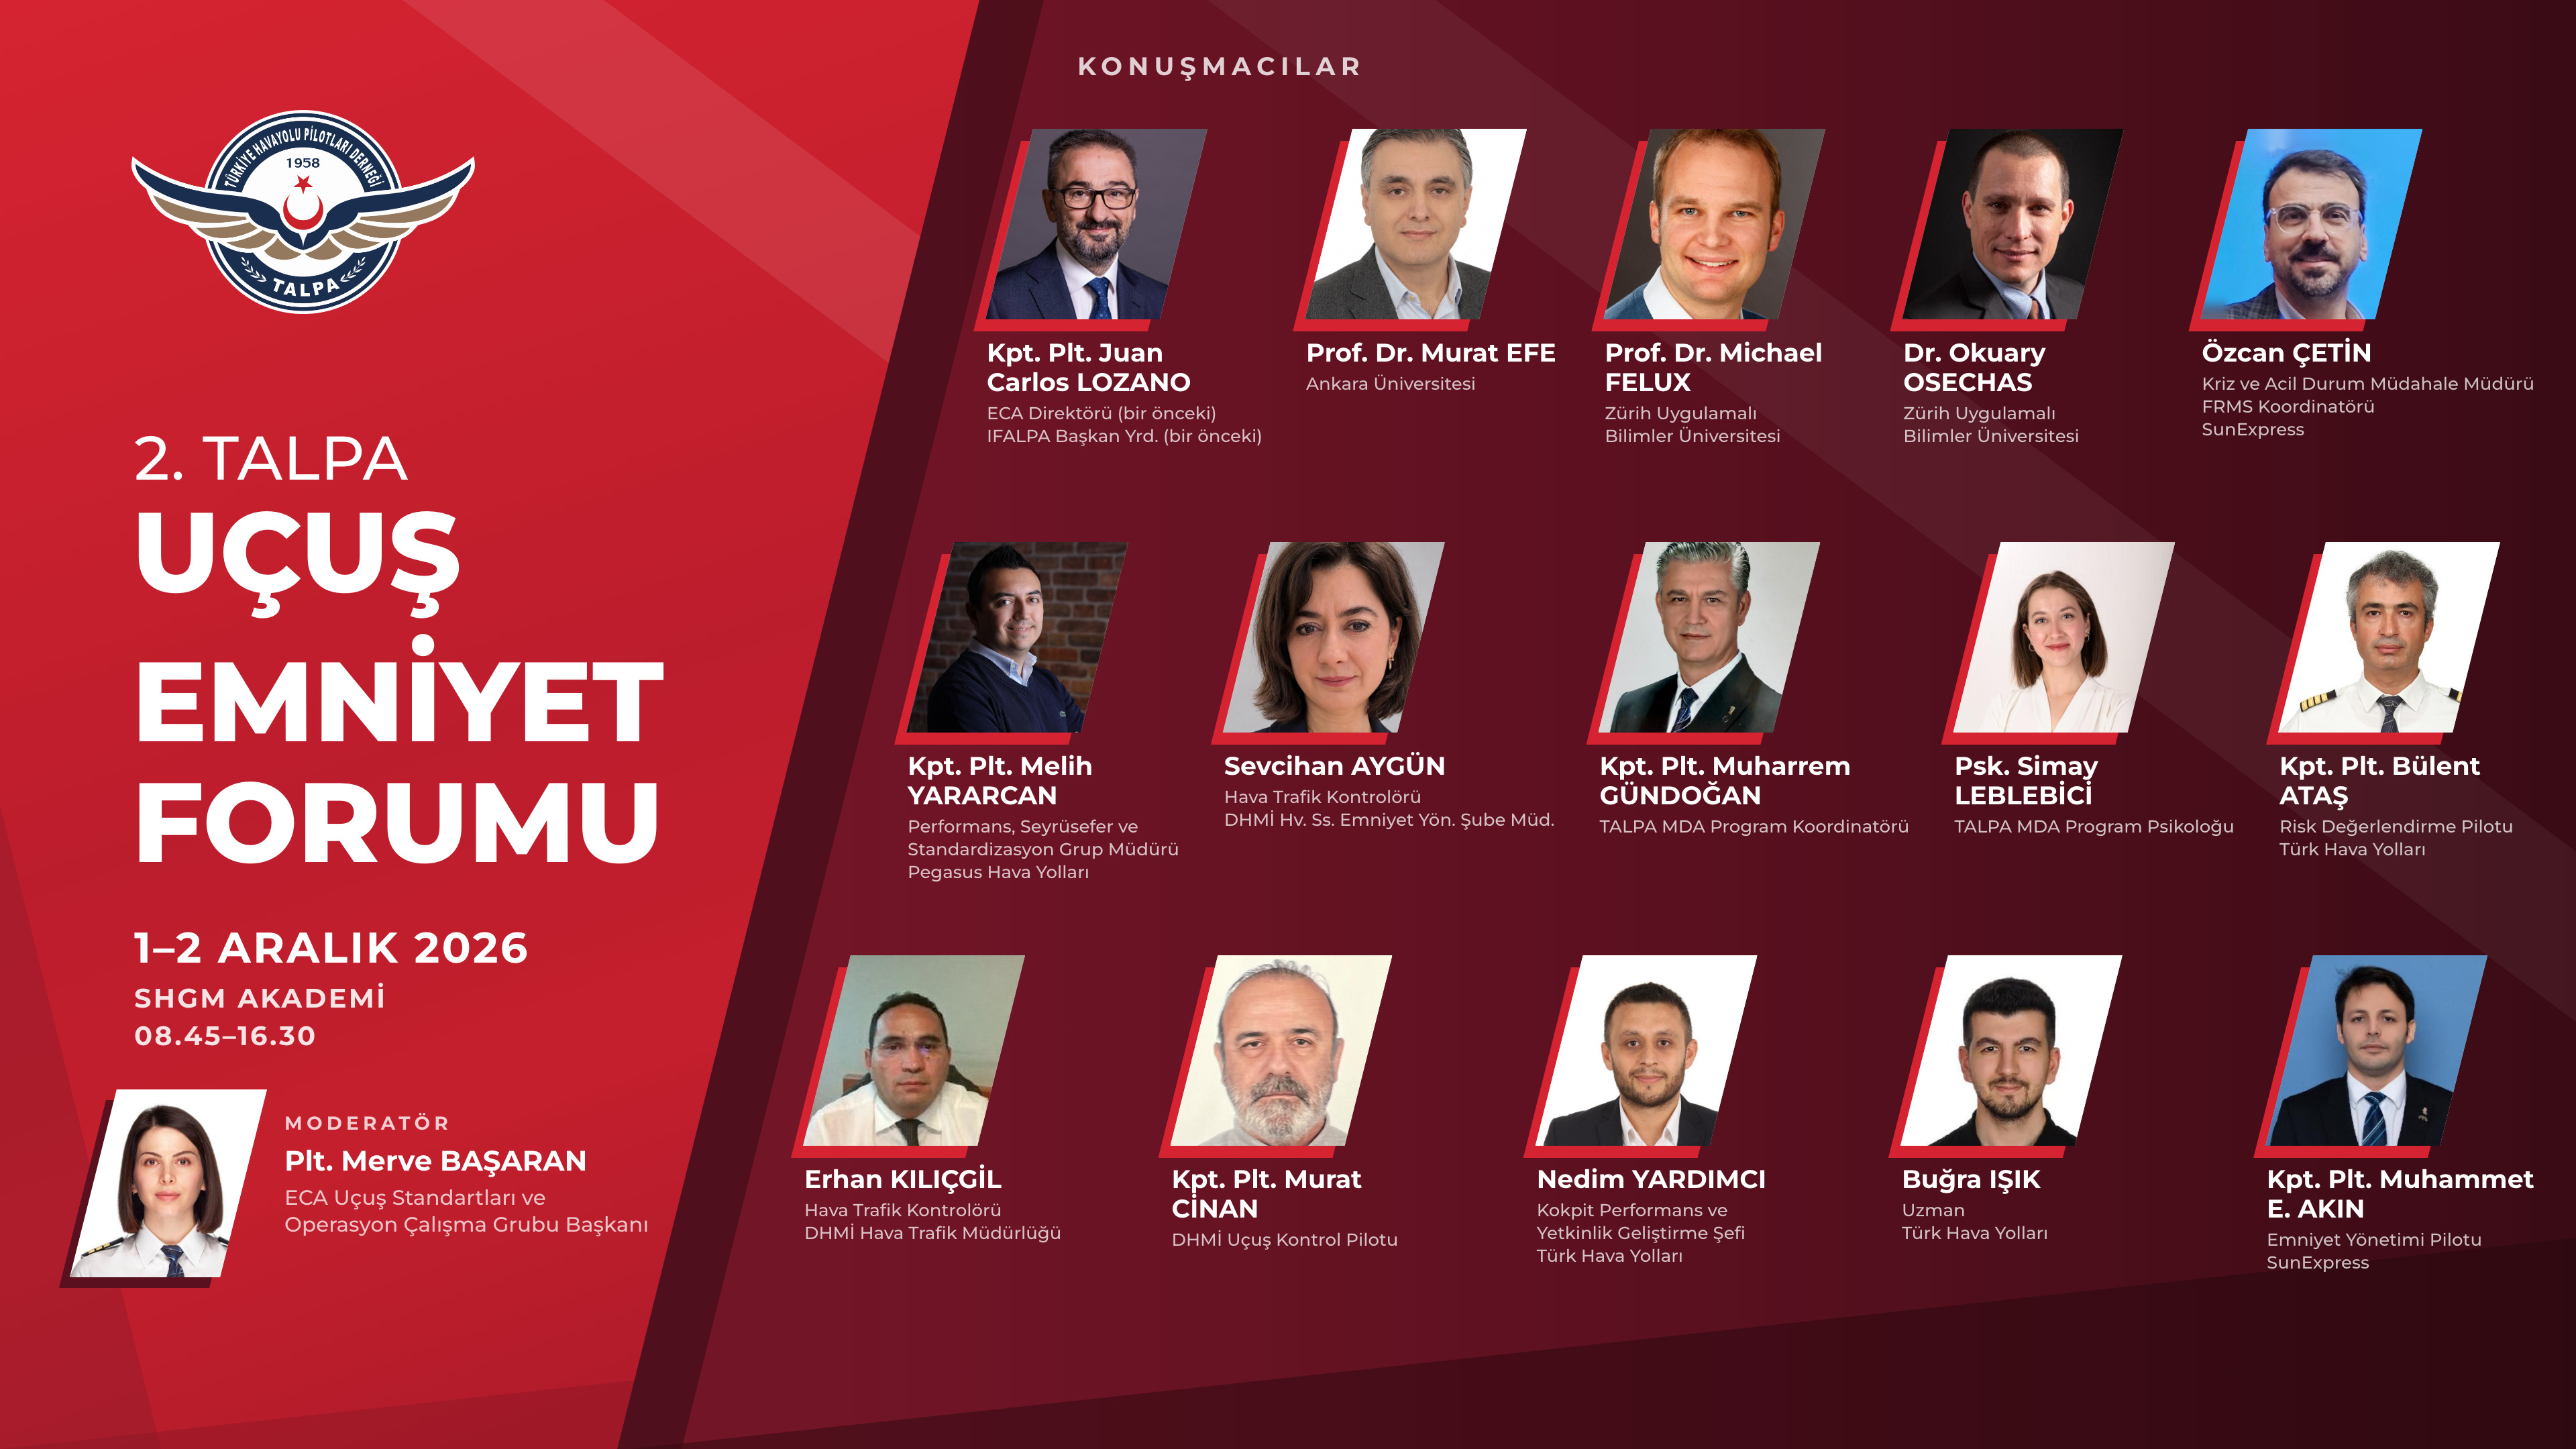 TÜRKİYE HAVAYOLU PİLOTLARI DERNEĞİ
1958
TALPA
2. TALPA
UÇUŞ
EMNİYET
FORUMU
1–2 ARALIK 2026
SHGM AKADEMİ
08.45–16.30
MODERATÖR
Plt. Merve BAŞARAN
ECA Uçuş Standartları ve
Operasyon Çalışma Grubu Başkanı
KONUŞMACILAR
Kpt. Plt. Juan
Carlos LOZANO
ECA Direktörü (bir önceki)
IFALPA Başkan Yrd. (bir önceki)
Prof. Dr. Murat EFE
Ankara Üniversitesi
Prof. Dr. Michael
FELUX
Zürih Uygulamalı
Bilimler Üniversitesi
Dr. Okuary
OSECHAS
Zürih Uygulamalı
Bilimler Üniversitesi
Özcan ÇETİN
Kriz ve Acil Durum Müdahale Müdürü
FRMS Koordinatörü
SunExpress
Kpt. Plt. Melih
YARARCAN
Performans, Seyrüsefer ve
Standardizasyon Grup Müdürü
Pegasus Hava Yolları
Sevcihan AYGÜN
Hava Trafik Kontrolörü
DHMİ Hv. Ss. Emniyet Yön. Şube Müd.
Kpt. Plt. Muharrem
GÜNDOĞAN
TALPA MDA Program Koordinatörü
Psk. Simay
LEBLEBİCİ
TALPA MDA Program Psikoloğu
Kpt. Plt. Bülent
ATAŞ
Risk Değerlendirme Pilotu
Türk Hava Yolları
Erhan KILIÇGİL
Hava Trafik Kontrolörü
DHMİ Hava Trafik Müdürlüğü
Kpt. Plt. Murat
CİNAN
DHMİ Uçuş Kontrol Pilotu
Nedim YARDIMCI
Kokpit Performans ve
Yetkinlik Geliştirme Şefi
Türk Hava Yolları
Buğra IŞIK
Uzman
Türk Hava Yolları
Kpt. Plt. Muhammet
E. AKIN
Emniyet Yönetimi Pilotu
SunExpress